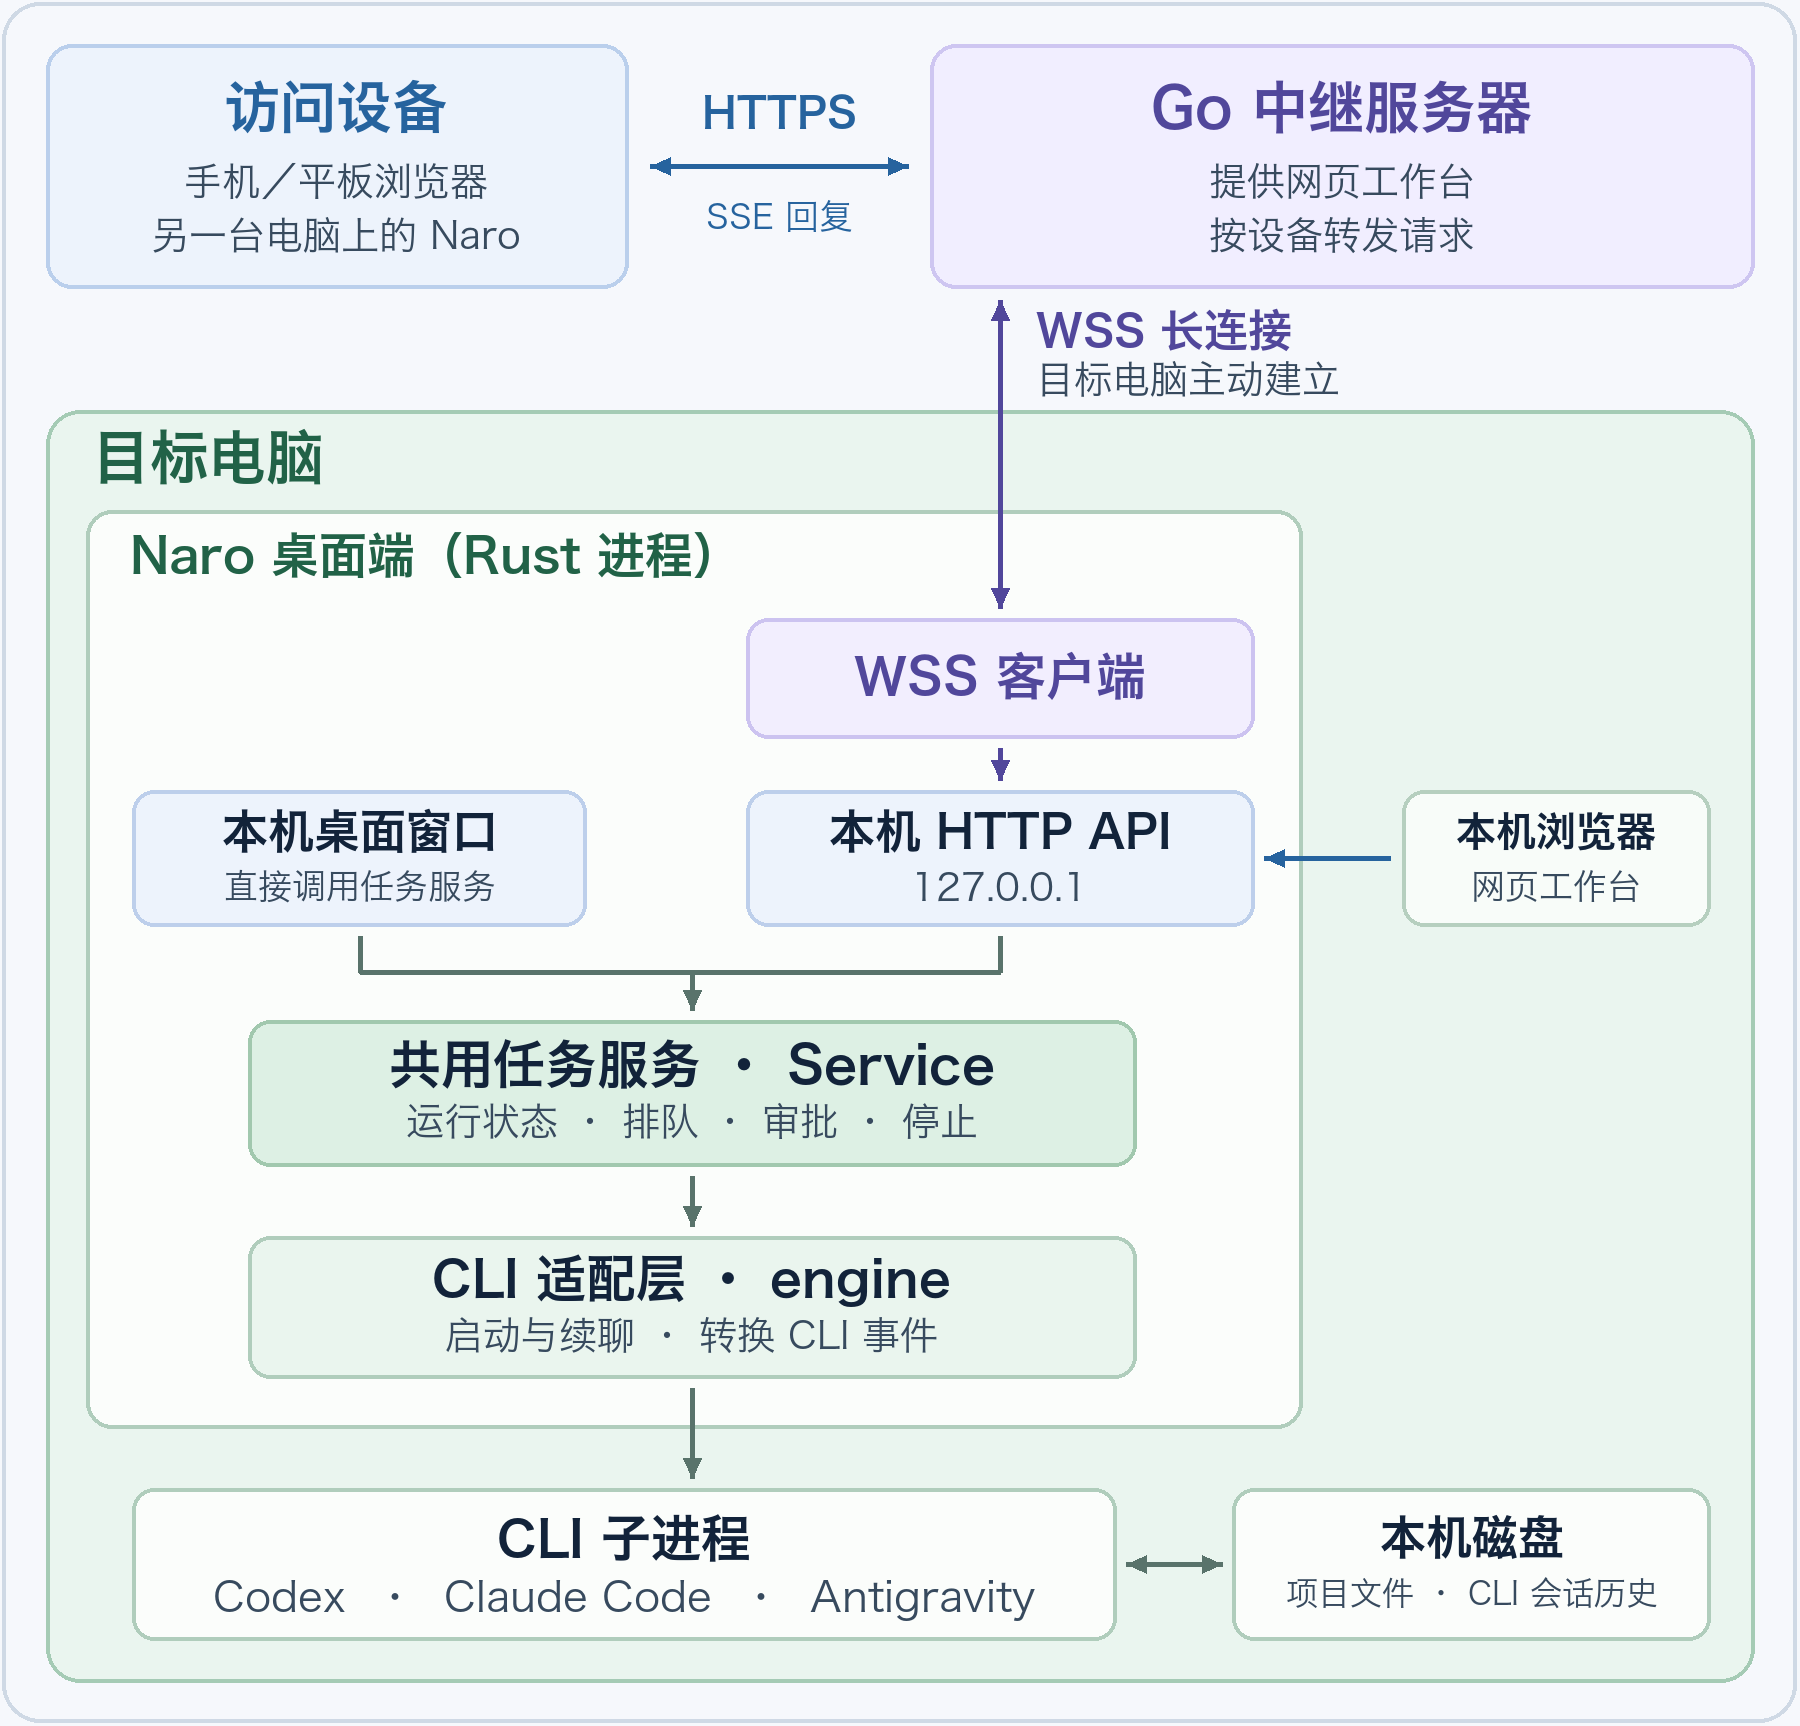 访问设备
手机／平板浏览器
另一台电脑上的 Naro
HTTPS
SSE 回复
Go 中继服务器
提供网页工作台
按设备转发请求
WSS 长连接
目标电脑主动建立
目标电脑
Naro 桌面端（Rust 进程）
WSS 客户端
本机桌面窗口
直接调用任务服务
本机 HTTP API
127.0.0.1
本机浏览器
网页工作台
共用任务服务 · Service
运行状态 · 排队 · 审批 · 停止
CLI 适配层 · engine
启动与续聊 · 转换 CLI 事件
CLI 子进程
Codex · Claude Code · Antigravity
本机磁盘
项目文件 · CLI 会话历史